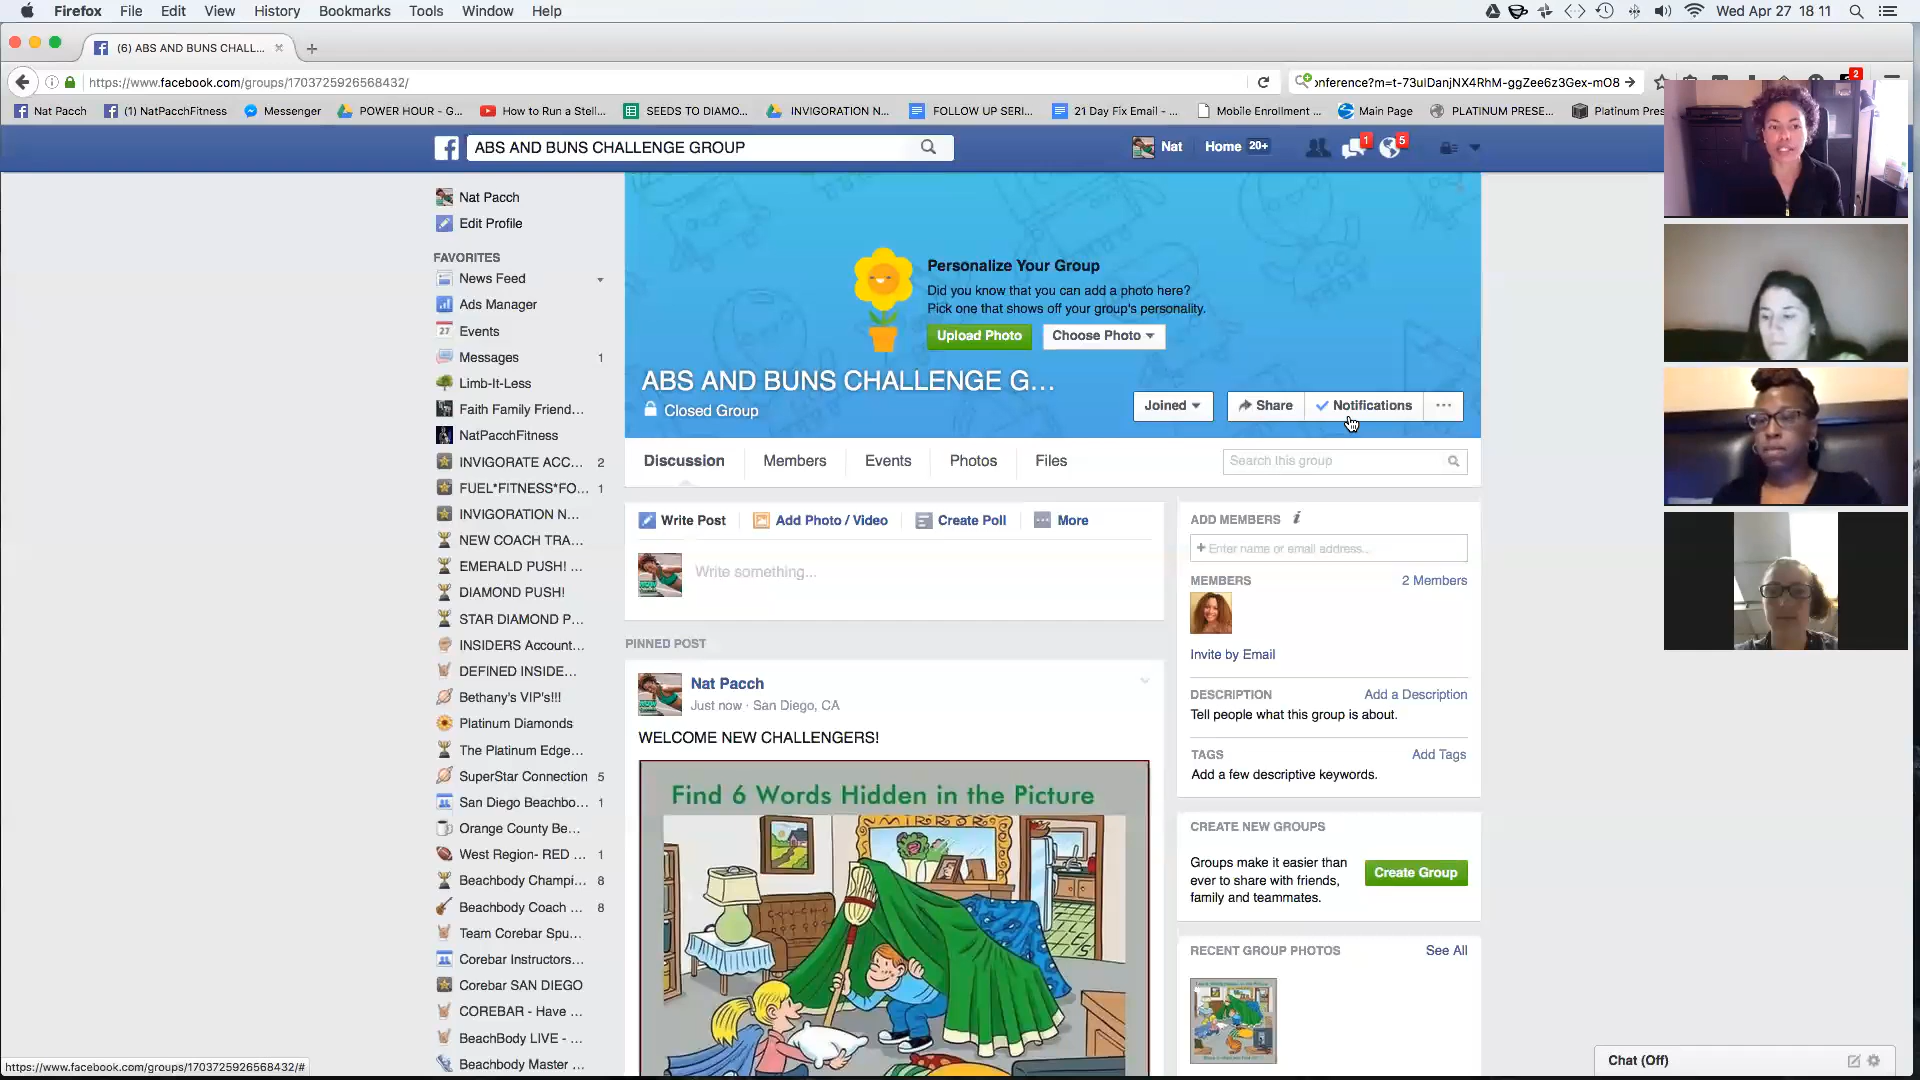 Firefox File Edit View History Bookmarks Tools Window Help Wed Apr 27 18 11
(6) ABS AND BUNS CHALL...
https://www.facebook.com/groups/1703725926568432/
onference?m=t-73ulDanjNX4RhM-ggZee6z3Gex-mO8
2
Nat Pacch (1) NatPacchFitness Messenger POWER HOUR - G... How to Run a Stell... SEEDS TO DIAMO... INVIGORATION N... FOLLOW UP SERI... 21 Day Fix Email - ... Mobile Enrollment ... Main Page PLATINUM PRESE... Platinum Pres
ABS AND BUNS CHALLENGE GROUP
Nat Home 20+ 1 5
Nat Pacch
Edit Profile
FAVORITES
News Feed
Ads Manager
27 Events
Messages 1
Limb-It-Less
Faith Family Friend...
NatPacchFitness
INVIGORATE ACC... 2
FUEL*FITNESS*FO... 1
INVIGORATION N...
NEW COACH TRA...
EMERALD PUSH! ...
DIAMOND PUSH!
STAR DIAMOND P...
INSIDERS Account...
DEFINED INSIDE...
Bethany's VIP's!!!
Platinum Diamonds
The Platinum Edge...
SuperStar Connection 5
San Diego Beachbo... 1
Orange County Be...
West Region- RED ... 1
Beachbody Champi... 8
Beachbody Coach ... 8
Team Corebar Spu...
Corebar Instructors...
Corebar SAN DIEGO
COREBAR - Have ...
BeachBody LIVE - ...
Beachbody Master ...
Personalize Your Group
Did you know that you can add a photo here?
Pick one that shows off your group's personality.
Upload Photo Choose Photo
ABS AND BUNS CHALLENGE G...
Closed Group
Joined Share Notifications ...
Discussion Members Events Photos Files Search this group
Write Post Add Photo / Video Create Poll More
Write something...
PINNED POST
Nat Pacch
Just now · San Diego, CA
WELCOME NEW CHALLENGERS!
Find 6 Words Hidden in the Picture
MIRROR
TILES
ADD MEMBERS i
+ Enter name or email address...
MEMBERS 2 Members
Invite by Email
DESCRIPTION Add a Description
Tell people what this group is about.
TAGS Add Tags
Add a few descriptive keywords.
CREATE NEW GROUPS
Groups make it easier than
ever to share with friends,
family and teammates.
Create Group
RECENT GROUP PHOTOS See All
Chat (Off)
https://www.facebook.com/groups/1703725926568432/#